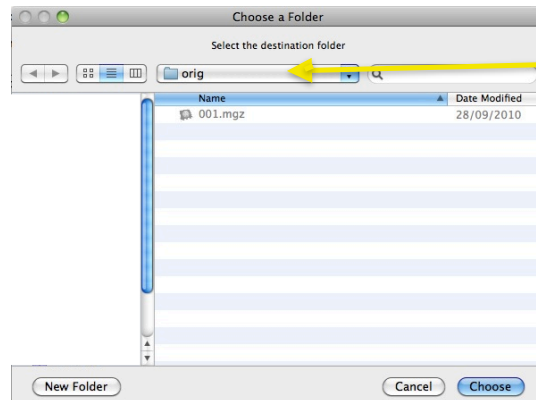 Choose a Folder
Select the destination folder
orig
Name Date Modified
001.mgz 28/09/2010
New Folder Cancel Choose